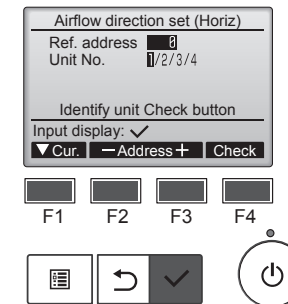 Airflow direction set (Horiz)
Ref. address 0
Unit No. 1/2/3/4
Identify unit Check button
Input display: ✓
▼Cur. －Address＋ Check
F1 F2 F3 F4